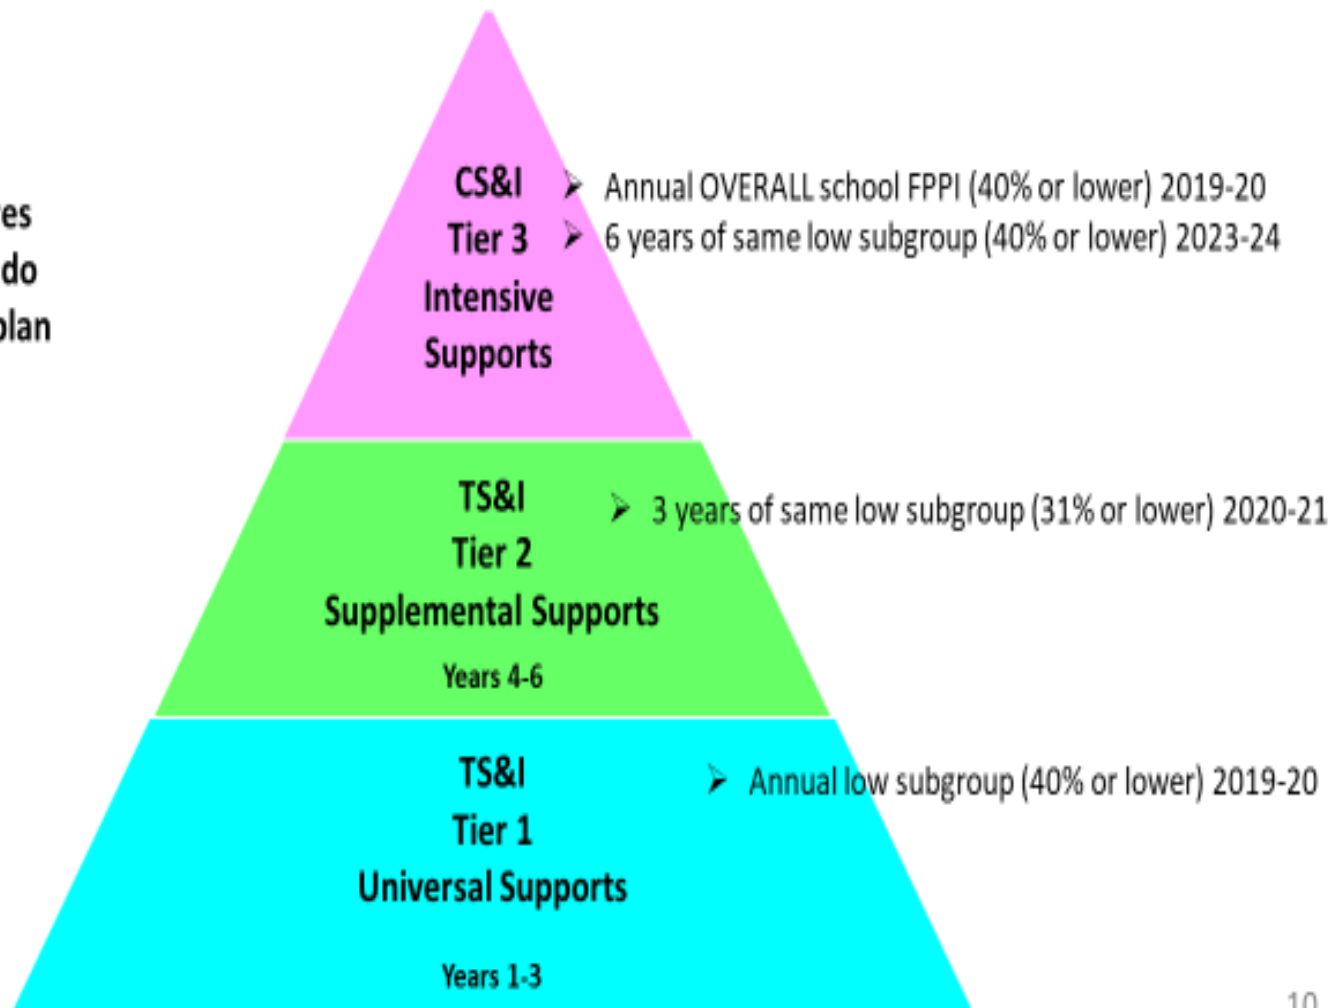 CS&I
Tier 3
Intensive
Supports
➢ Annual OVERALL school FPPI (40% or lower) 2019-20
➢ 6 years of same low subgroup (40% or lower) 2023-24
do
plan
TS&I
Tier 2
Supplemental Supports
Years 4-6
➢ 3 years of same low subgroup (31% or lower) 2020-21
TS&I
Tier 1
Universal Supports
Years 1-3
➢ Annual low subgroup (40% or lower) 2019-20
10